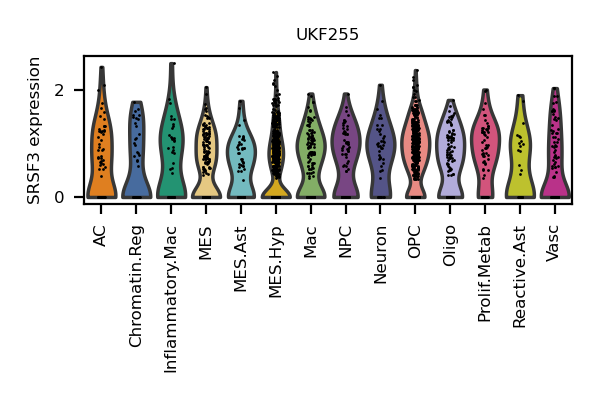 UKF255
SRSF3 expression
2
0
AC
Chromatin.Reg
Inflammatory.Mac
MES
MES.Ast
MES.Hyp
Mac
NPC
Neuron
OPC
Oligo
Prolif.Metab
Reactive.Ast
Vasc